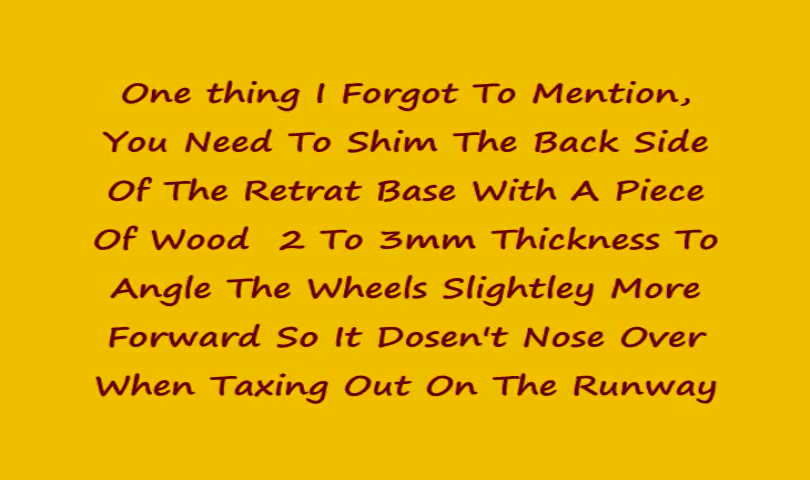 One thing I Forgot To Mention,
You Need To Shim The Back Side
Of The Retrat Base With A Piece
Of Wood  2 To 3mm Thickness To
Angle The Wheels Slightley More
Forward So It Dosen't Nose Over
When Taxing Out On The Runway